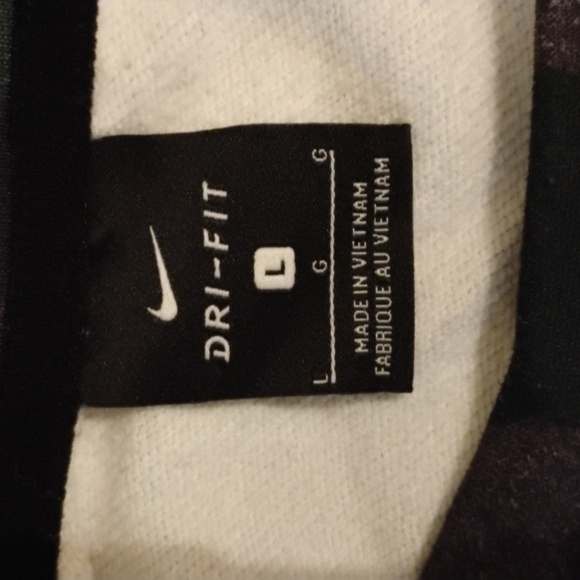 DRI-FIT
L
L G G
MADE IN VIETNAM
FABRIQUE AU VIETNAM